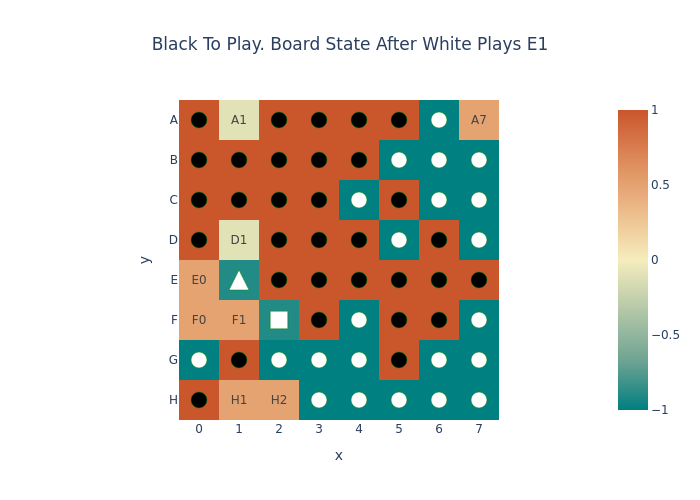 Black To Play. Board State After White Plays E1
A
A1
A7
B
C
D
D1
E
E0
F
F0
F1
G
H
H1
H2
0
1
2
3
4
5
6
7
x
y
1
0.5
0
−0.5
−1